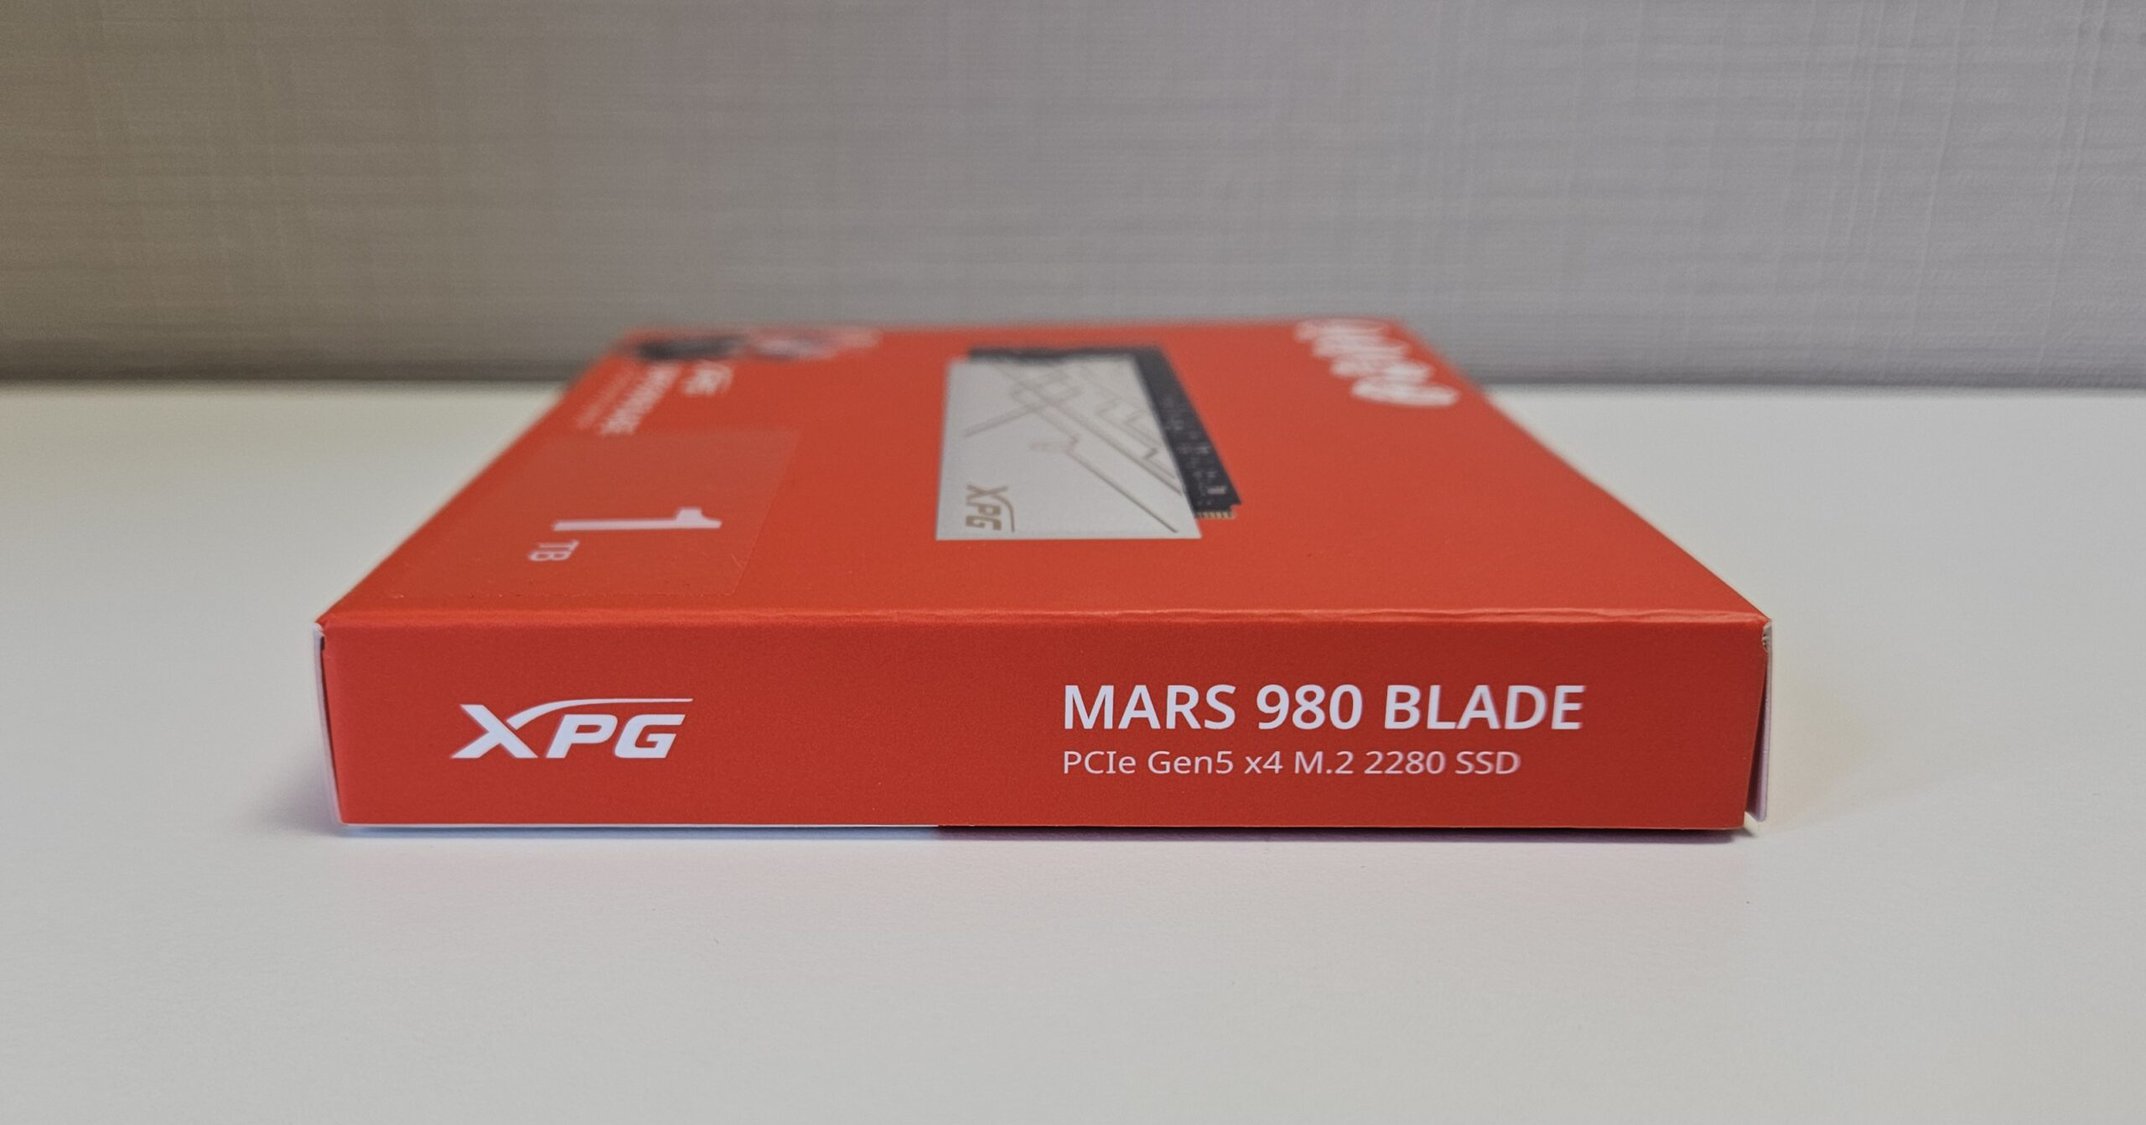 XPG
1
TB
XPG
MARS 980 BLADE
PCIe Gen5 x4 M.2 2280 SSD